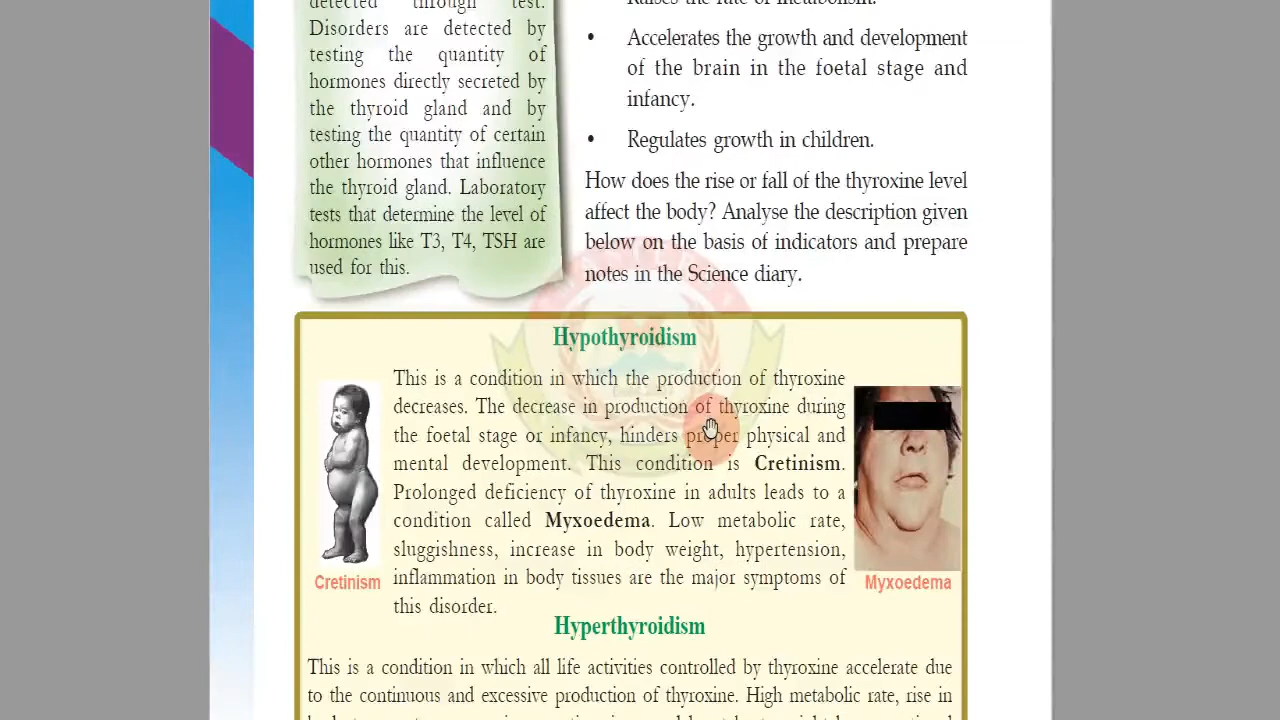 detected through test.
Disorders are detected by
testing the quantity of
hormones directly secreted by
the thyroid gland and by
testing the quantity of certain
other hormones that influence
the thyroid gland. Laboratory
tests that determine the level of
hormones like T3, T4, TSH are
used for this.
Raises the rate of metabolism.
• Accelerates the growth and development
of the brain in the foetal stage and
infancy.
• Regulates growth in children.
How does the rise or fall of the thyroxine level
affect the body? Analyse the description given
below on the basis of indicators and prepare
notes in the Science diary.
Hypothyroidism
This is a condition in which the production of thyroxine
decreases. The decrease in production of thyroxine during
the foetal stage or infancy, hinders proper physical and
mental development. This condition is Cretinism.
Prolonged deficiency of thyroxine in adults leads to a
condition called Myxoedema. Low metabolic rate,
sluggishness, increase in body weight, hypertension,
inflammation in body tissues are the major symptoms of
this disorder.
Cretinism
Myxoedema
Hyperthyroidism
This is a condition in which all life activities controlled by thyroxine accelerate due
to the continuous and excessive production of thyroxine. High metabolic rate, rise in